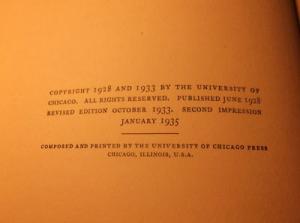 COPYRIGHT 1928 AND 1933 BY THE UNIVERSITY OF
CHICAGO. ALL RIGHTS RESERVED. PUBLISHED JUNE 1928
REVISED EDITION OCTOBER 1933. SECOND IMPRESSION
JANUARY 1935
COMPOSED AND PRINTED BY THE UNIVERSITY OF CHICAGO PRESS
CHICAGO, ILLINOIS, U.S.A.